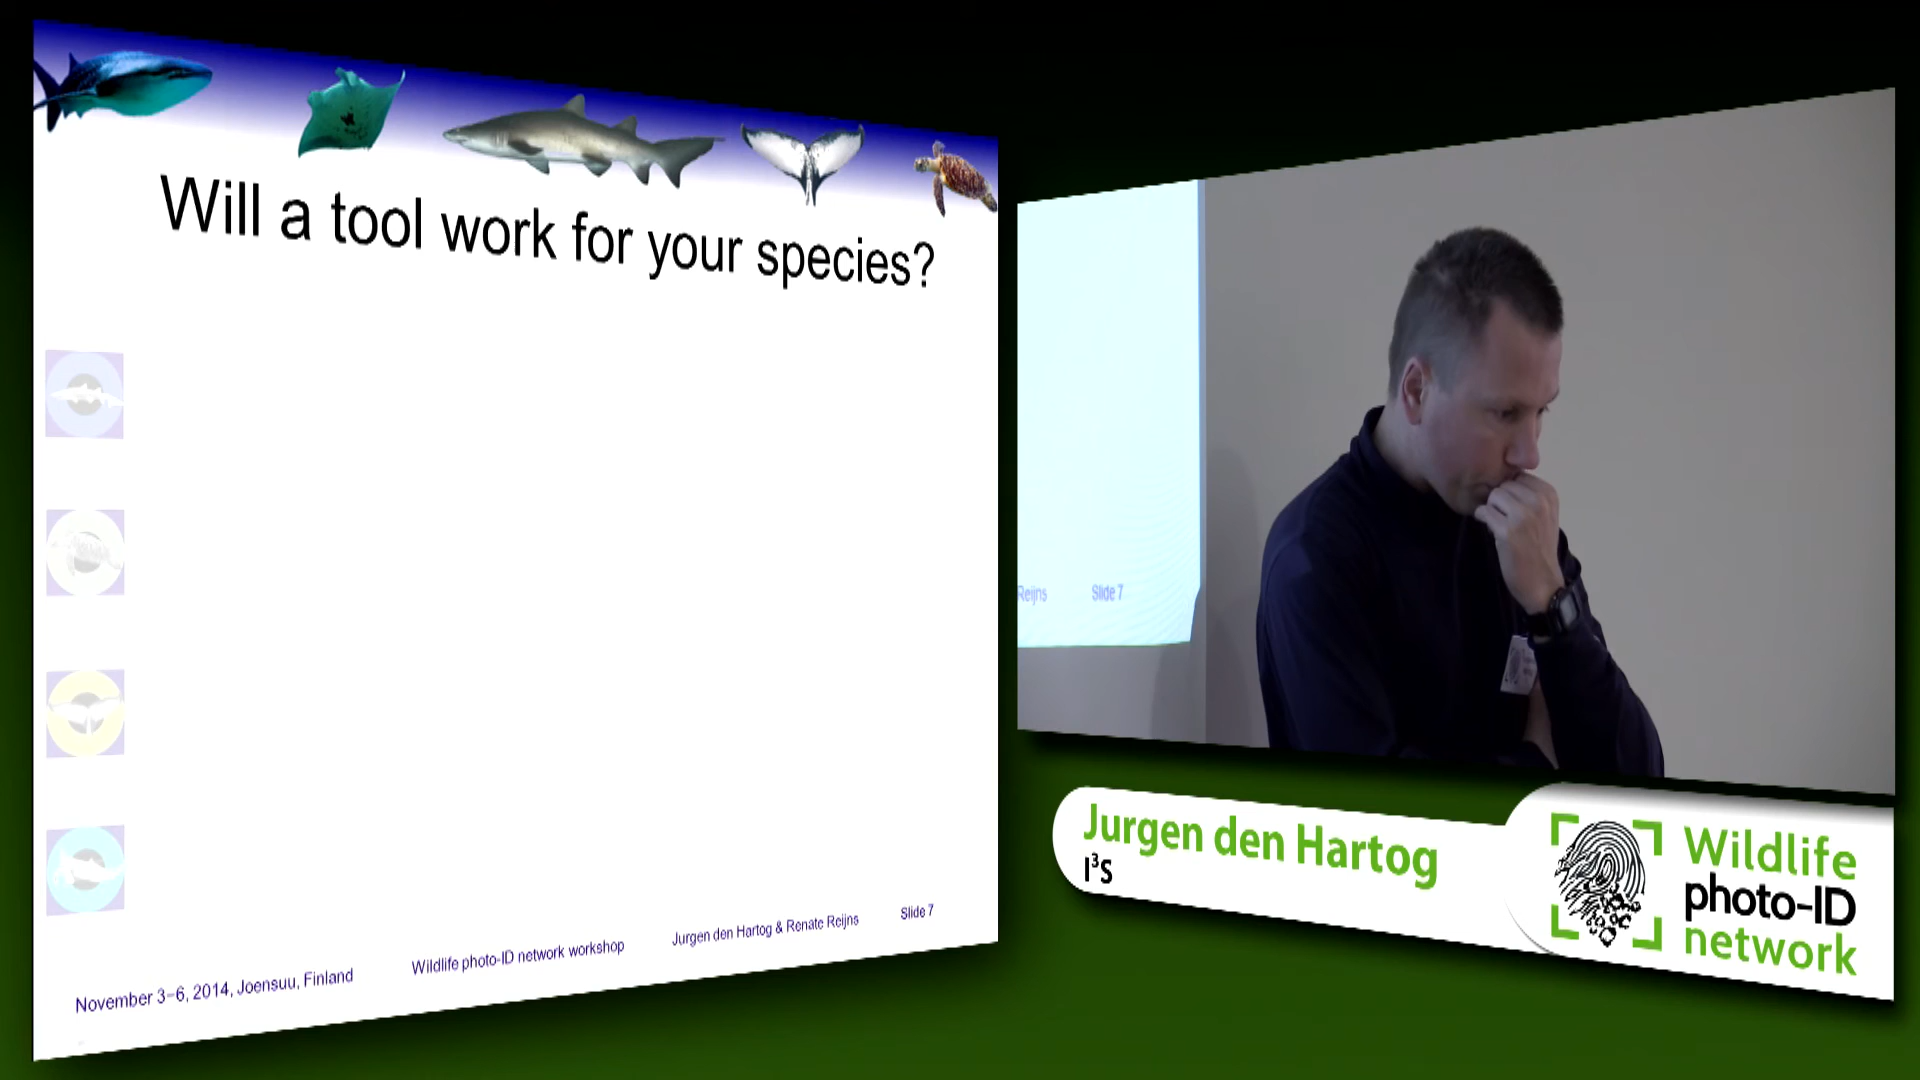 Will a tool work for your species?
November 3-6, 2014, Joensuu, Finland
Wildlife photo-ID network workshop
Jurgen den Hartog & Renate Reijns
Slide 7
Reijns
Slide 7
Jurgen den Hartog
I³S
Wildlife
photo-ID
network